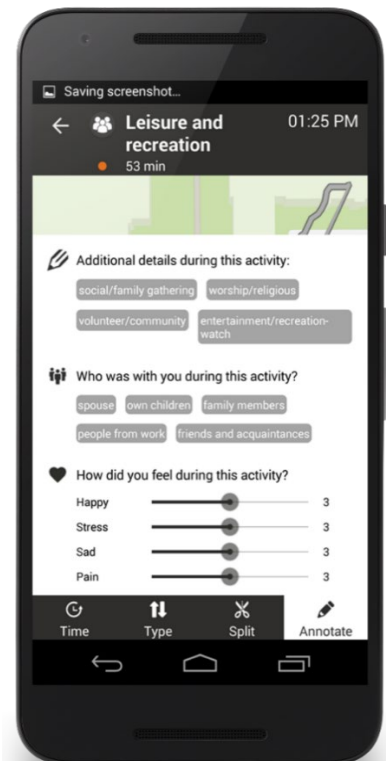 Saving screenshot...
Leisure and 01:25 PM
recreation
53 min
Additional details during this activity:
social/family gathering worship/religious
volunteer/community entertainment/recreation-
watch
Who was with you during this activity?
spouse own children family members
people from work friends and acquaintances
How did you feel during this activity?
Happy 3
Stress 3
Sad 3
Pain 3
Time Type Split Annotate